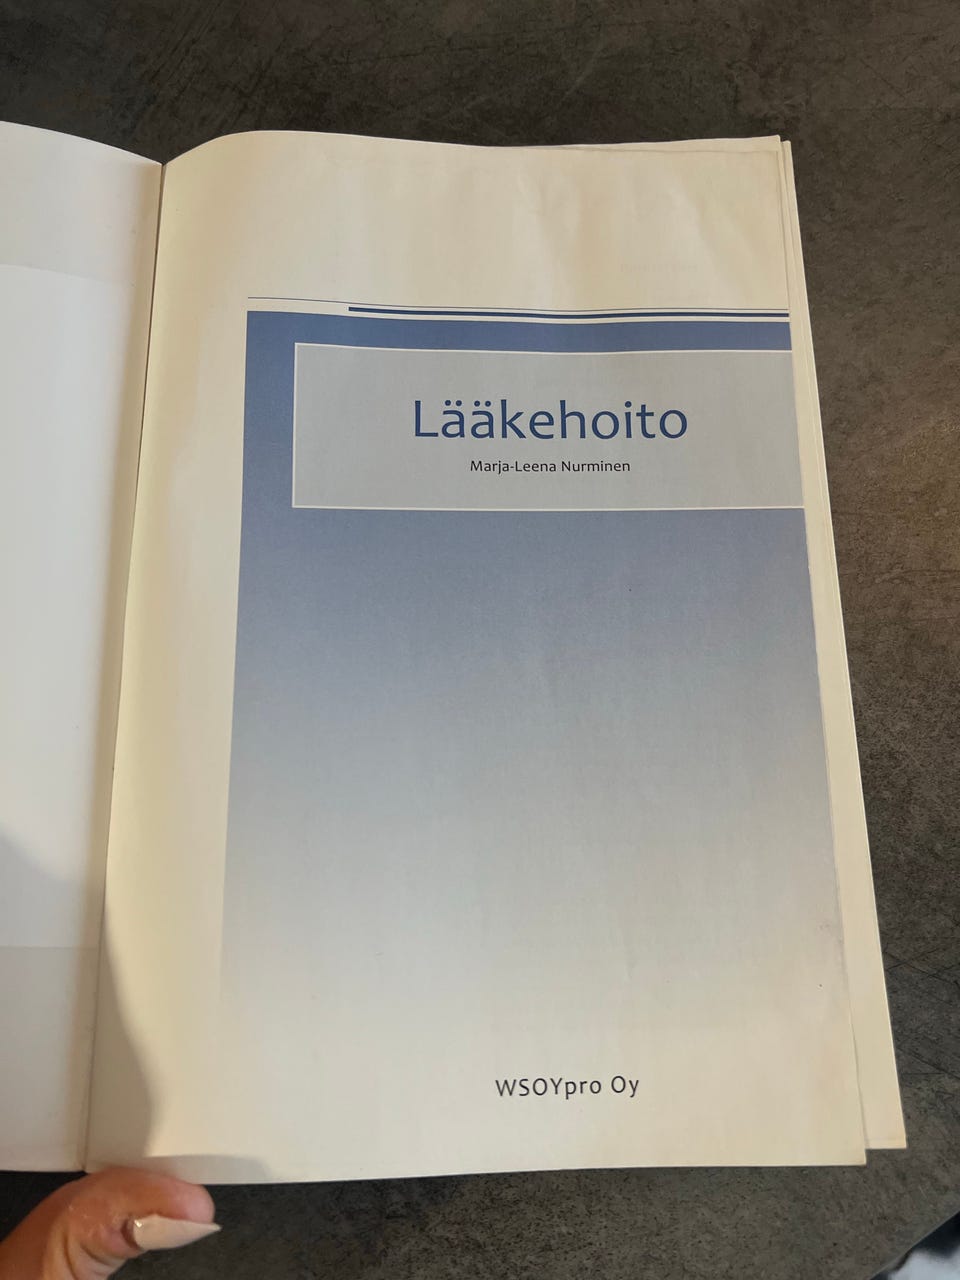 Lääkehoito
Marja-Leena Nurminen
WSOYpro Oy